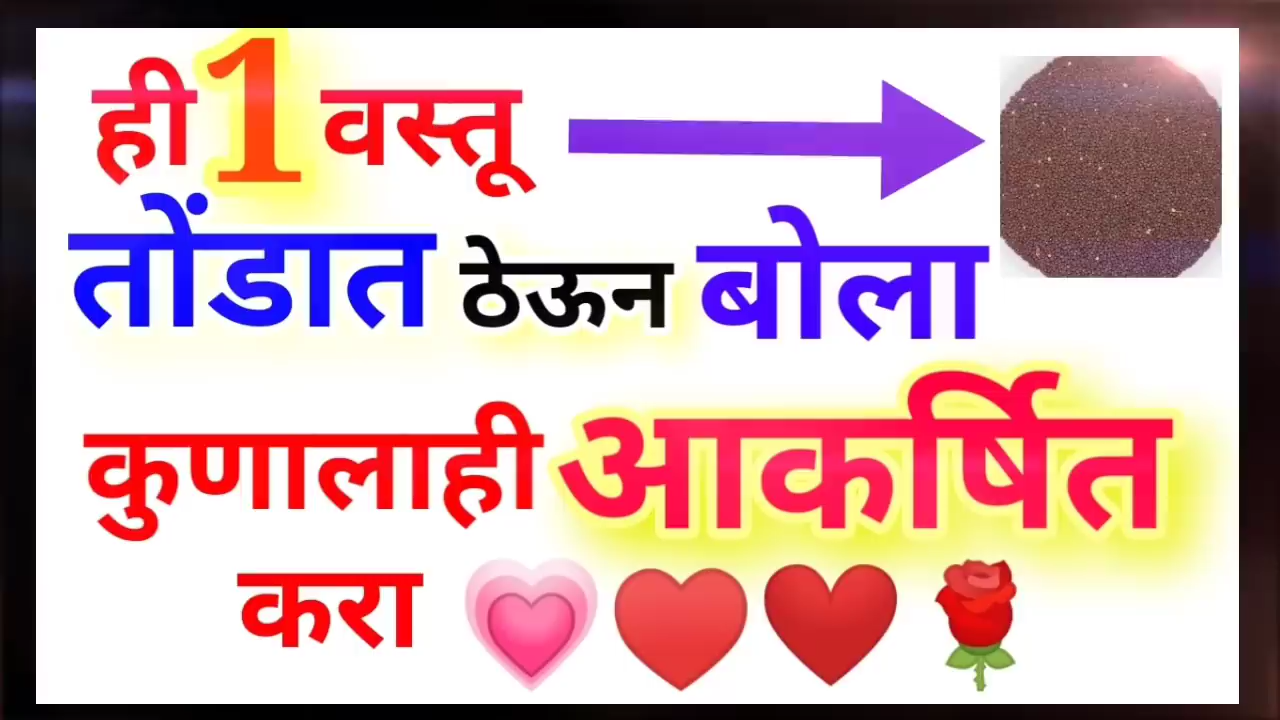 ही 1 वस्तू
तोंडात ठेऊन बोला
कुणालाही आकर्षित
करा